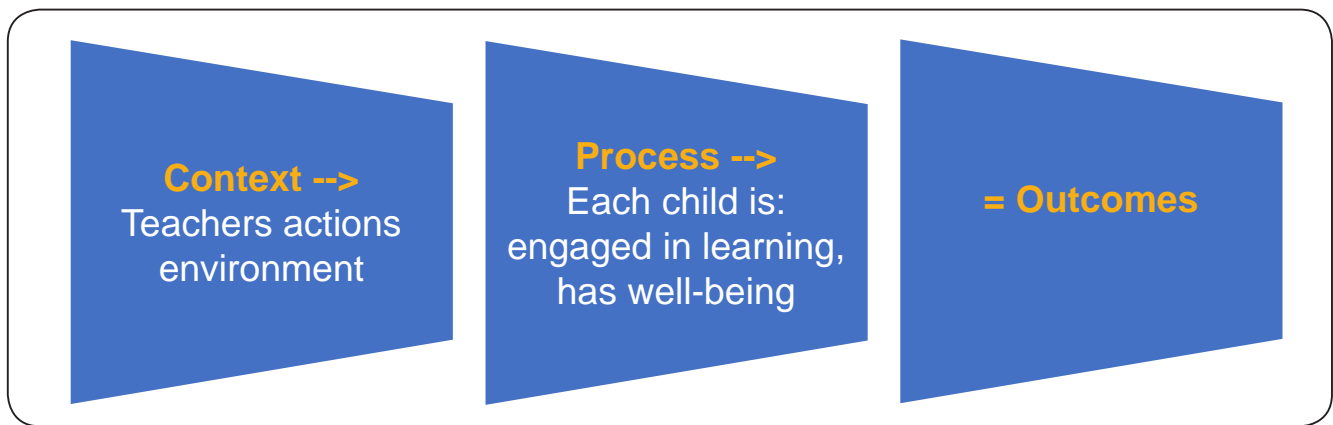 Context -->
Teachers actions
environment
Process -->
Each child is:
engaged in learning,
has well-being
= Outcomes